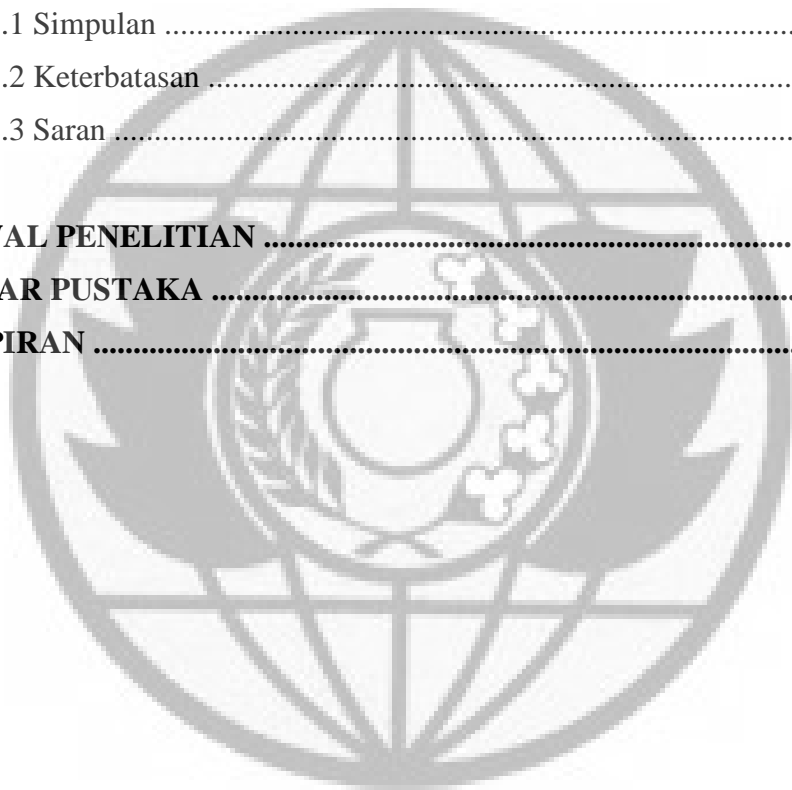 .1 Simpulan ..........................................................................
.2 Keterbatasan ..................................................................
.3 Saran ................................................................................
VAL PENELITIAN ..............................................................
AR PUSTAKA .......................................................................
PIRAN ....................................................................................